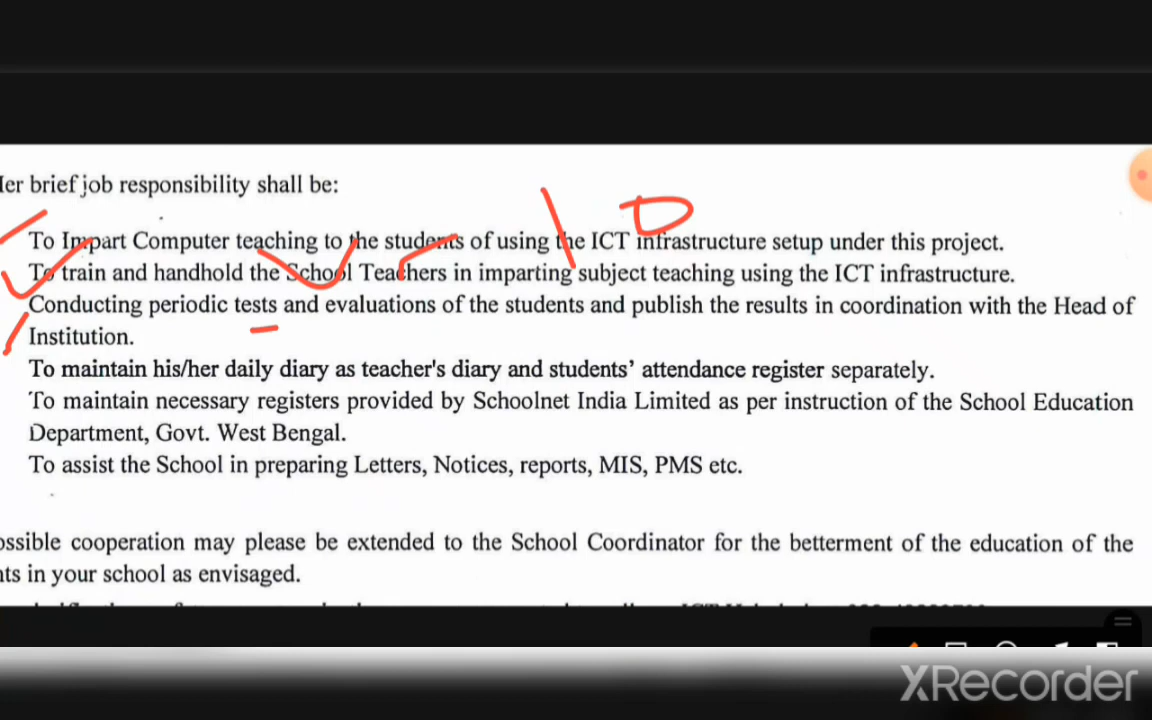 Her brief job responsibility shall be:
To Impart Computer teaching to the students of using the ICT infrastructure setup under this project.
To train and handhold the School Teachers in imparting subject teaching using the ICT infrastructure.
Conducting periodic tests and evaluations of the students and publish the results in coordination with the Head of
Institution.
To maintain his/her daily diary as teacher's diary and students' attendance register separately.
To maintain necessary registers provided by Schoolnet India Limited as per instruction of the School Education
Department, Govt. West Bengal.
To assist the School in preparing Letters, Notices, reports, MIS, PMS etc.
ossible cooperation may please be extended to the School Coordinator for the betterment of the education of the
nts in your school as envisaged.
XRecorder